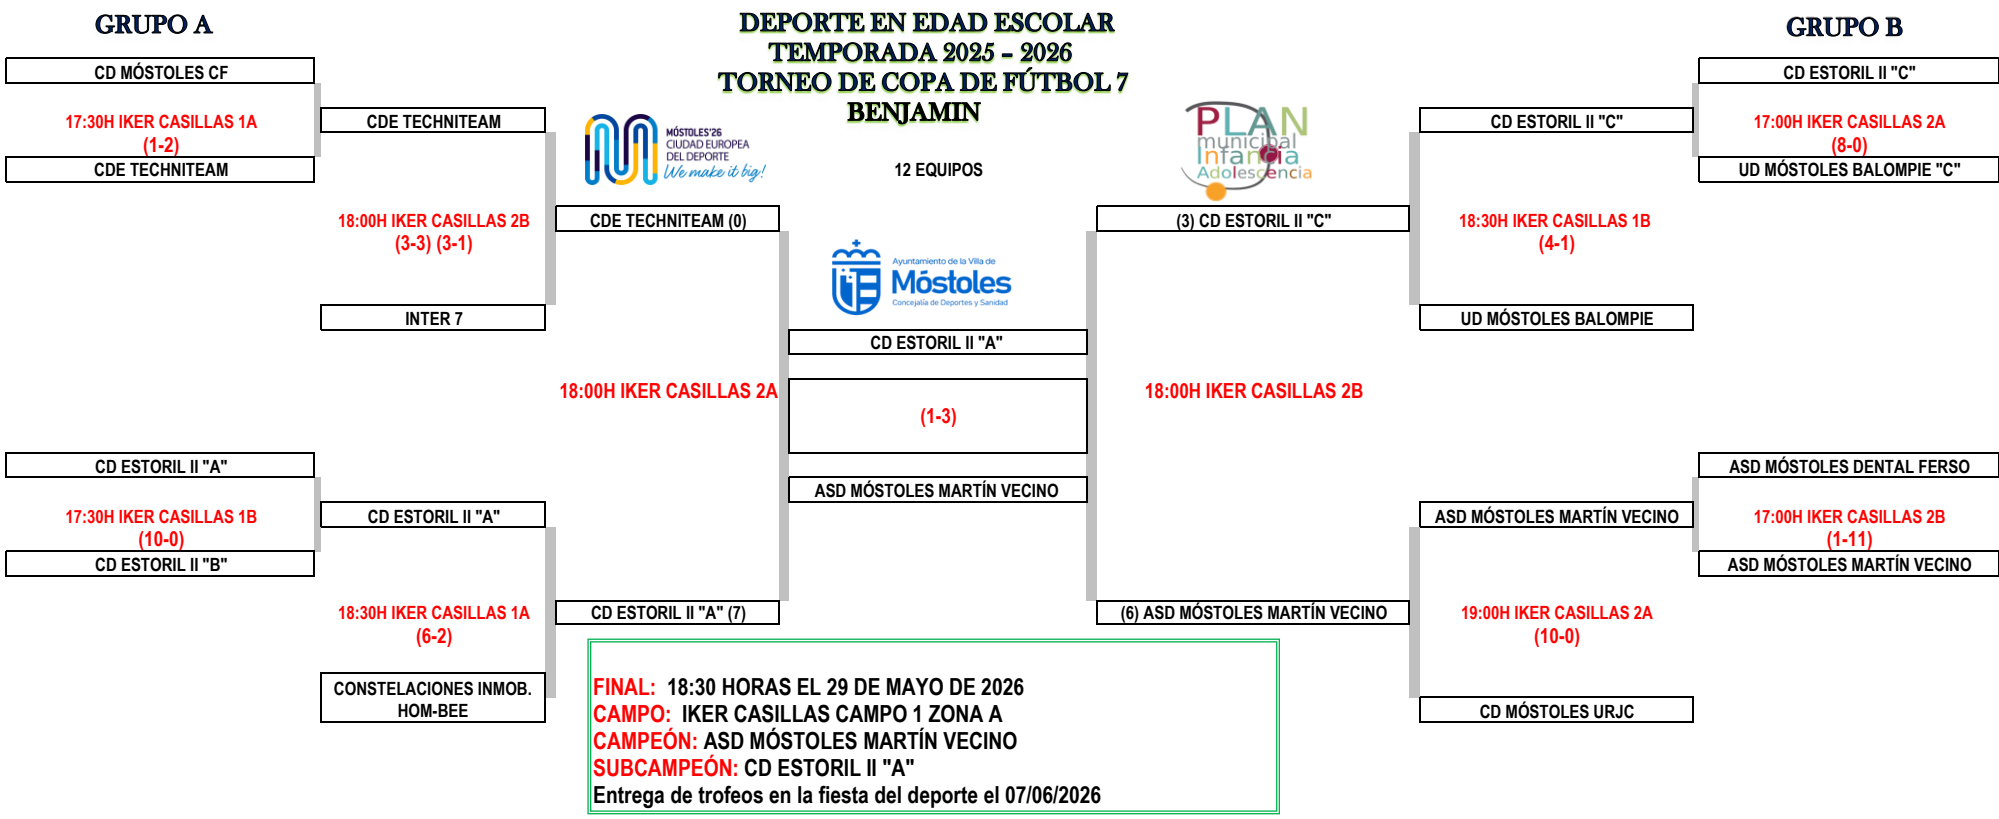 GRUPO A
DEPORTE EN EDAD ESCOLAR
TEMPORADA 2025 – 2026
TORNEO DE COPA DE FÚTBOL 7
BENJAMIN
GRUPO B
12 EQUIPOS
MÓSTOLES'26
CIUDAD EUROPEA
DEL DEPORTE
We make it big!
PLAN
municipal
Infancia
Adolescencia
Ayuntamiento de la Villa de
Móstoles
Concejalía de Deportes y Sanidad
CD MÓSTOLES CF
17:30H IKER CASILLAS 1A
(1-2)
CDE TECHNITEAM
CDE TECHNITEAM
18:00H IKER CASILLAS 2B
(3-3) (3-1)
INTER 7
CDE TECHNITEAM (0)
18:00H IKER CASILLAS 2A
CD ESTORIL II "A"
17:30H IKER CASILLAS 1B
(10-0)
CD ESTORIL II "B"
CD ESTORIL II "A"
18:30H IKER CASILLAS 1A
(6-2)
CONSTELACIONES INMOB.
HOM-BEE
CD ESTORIL II "A" (7)
CD ESTORIL II "A"
(1-3)
ASD MÓSTOLES MARTÍN VECINO
(3) CD ESTORIL II "C"
18:00H IKER CASILLAS 2B
(6) ASD MÓSTOLES MARTÍN VECINO
CD ESTORIL II "C"
18:30H IKER CASILLAS 1B
(4-1)
UD MÓSTOLES BALOMPIE
CD ESTORIL II "C"
17:00H IKER CASILLAS 2A
(8-0)
UD MÓSTOLES BALOMPIE "C"
ASD MÓSTOLES MARTÍN VECINO
19:00H IKER CASILLAS 2A
(10-0)
CD MÓSTOLES URJC
ASD MÓSTOLES DENTAL FERSO
17:00H IKER CASILLAS 2B
(1-11)
ASD MÓSTOLES MARTÍN VECINO
FINAL: 18:30 HORAS EL 29 DE MAYO DE 2026
CAMPO: IKER CASILLAS CAMPO 1 ZONA A
CAMPEÓN: ASD MÓSTOLES MARTÍN VECINO
SUBCAMPEÓN: CD ESTORIL II "A"
Entrega de trofeos en la fiesta del deporte el 07/06/2026